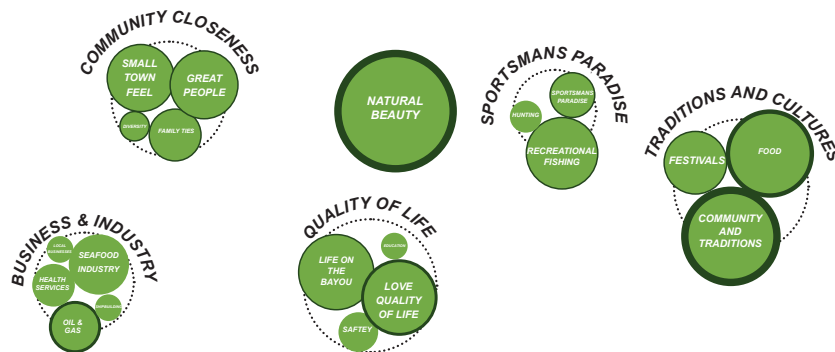 COMMUNITY CLOSENESS
SMALL
TOWN
FEEL
GREAT
PEOPLE
DIVERSITY
FAMILY TIES
NATURAL
BEAUTY
SPORTSMANS PARADISE
SPORTSMANS
PARADISE
HUNTING
RECREATIONAL
FISHING
TRADITIONS AND CULTURES
FESTIVALS
FOOD
COMMUNITY
AND
TRADITIONS
BUSINESS & INDUSTRY
LOCAL
BUSINESSES
SEAFOOD
INDUSTRY
HEALTH
SERVICES
SHIPBUILDING
OIL &
GAS
QUALITY OF LIFE
EDUCATION
LIFE ON
THE
BAYOU
LOVE
QUALITY
OF LIFE
SAFTEY